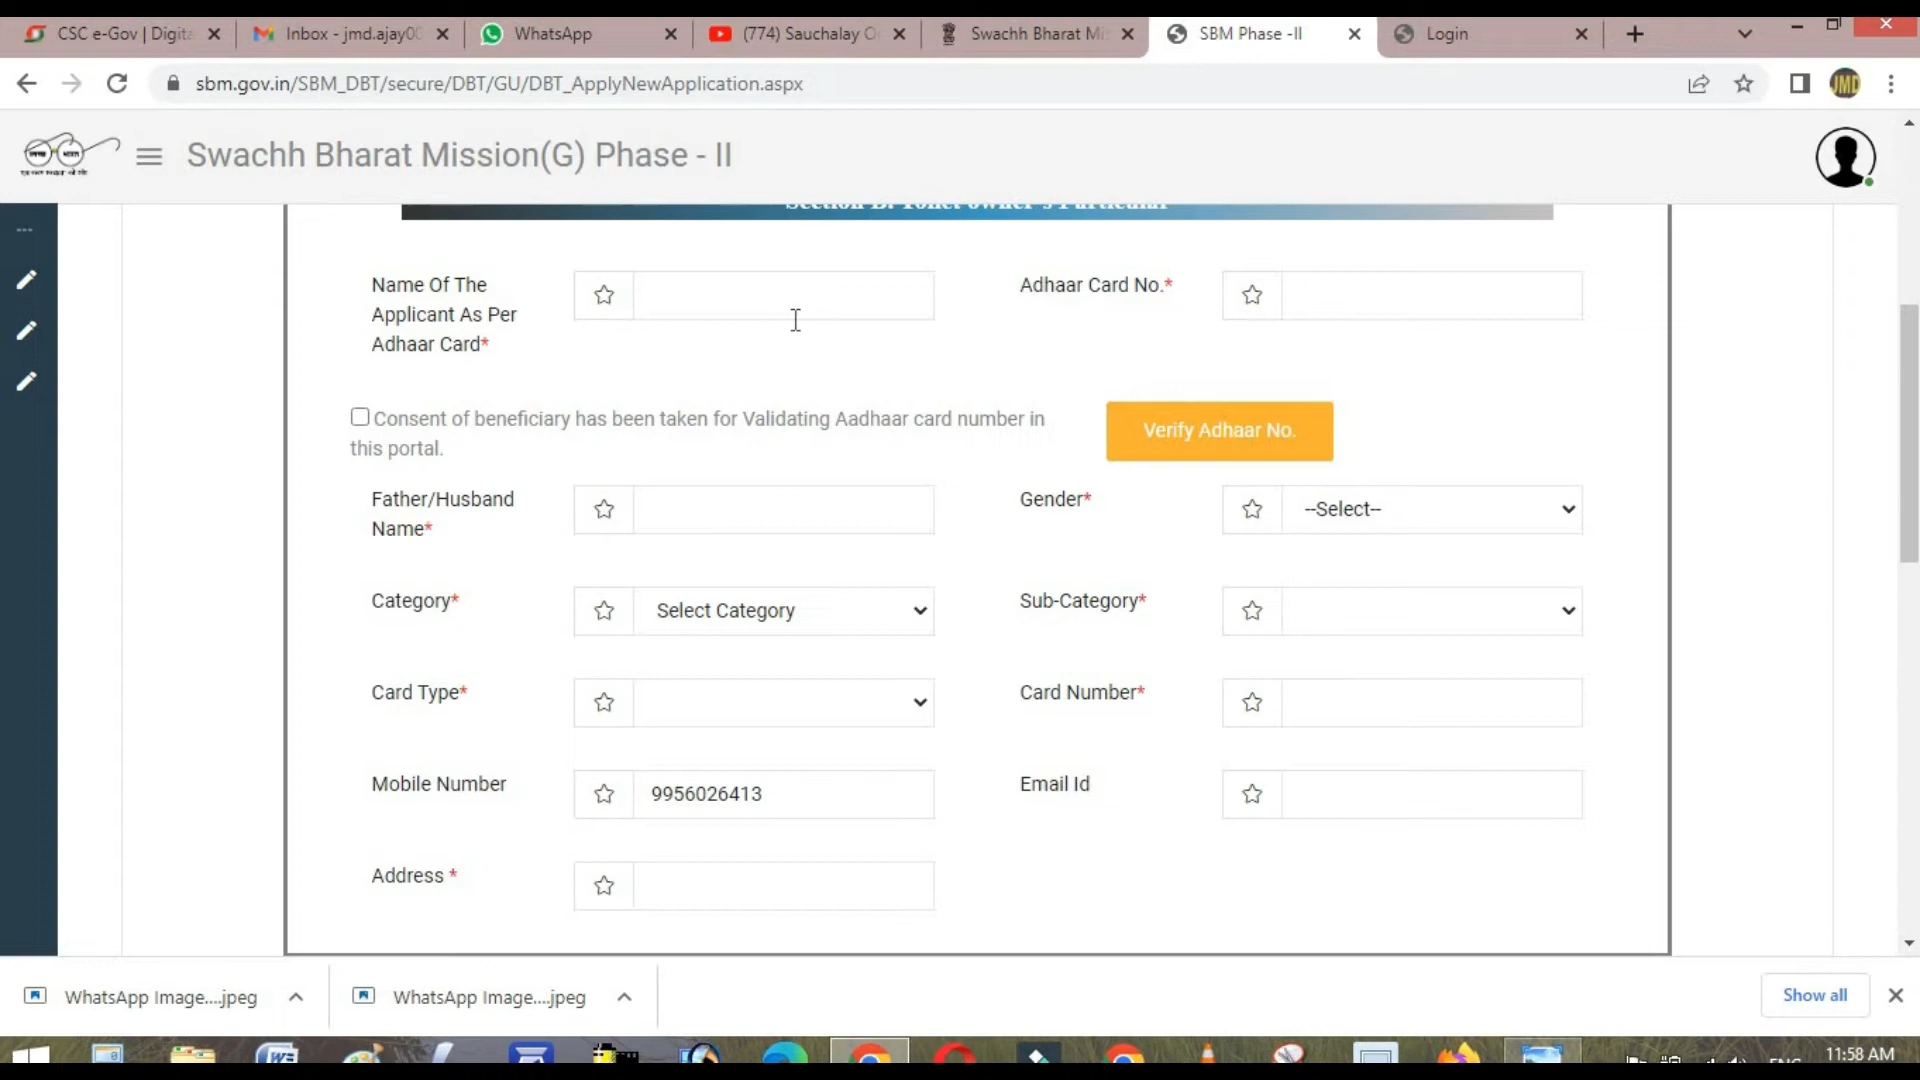 CSC e-Gov | Digita
Inbox - jmd.ajay00
WhatsApp
(774) Sauchalay O
Swachh Bharat Mi
SBM Phase -II
Login
sbm.gov.in/SBM_DBT/secure/DBT/GU/DBT_ApplyNewApplication.aspx
JMD
Swachh Bharat Mission(G) Phase - II
Name Of The
Applicant As Per
Adhaar Card*
Adhaar Card No.*
Consent of beneficiary has been taken for Validating Aadhaar card number in
this portal.
Verify Adhaar No.
Father/Husband
Name*
Gender*
--Select--
Category*
Select Category
Sub-Category*
Card Type*
Card Number*
Mobile Number
9956026413
Email Id
Address *
WhatsApp Image....jpeg
WhatsApp Image....jpeg
Show all
11:58 AM